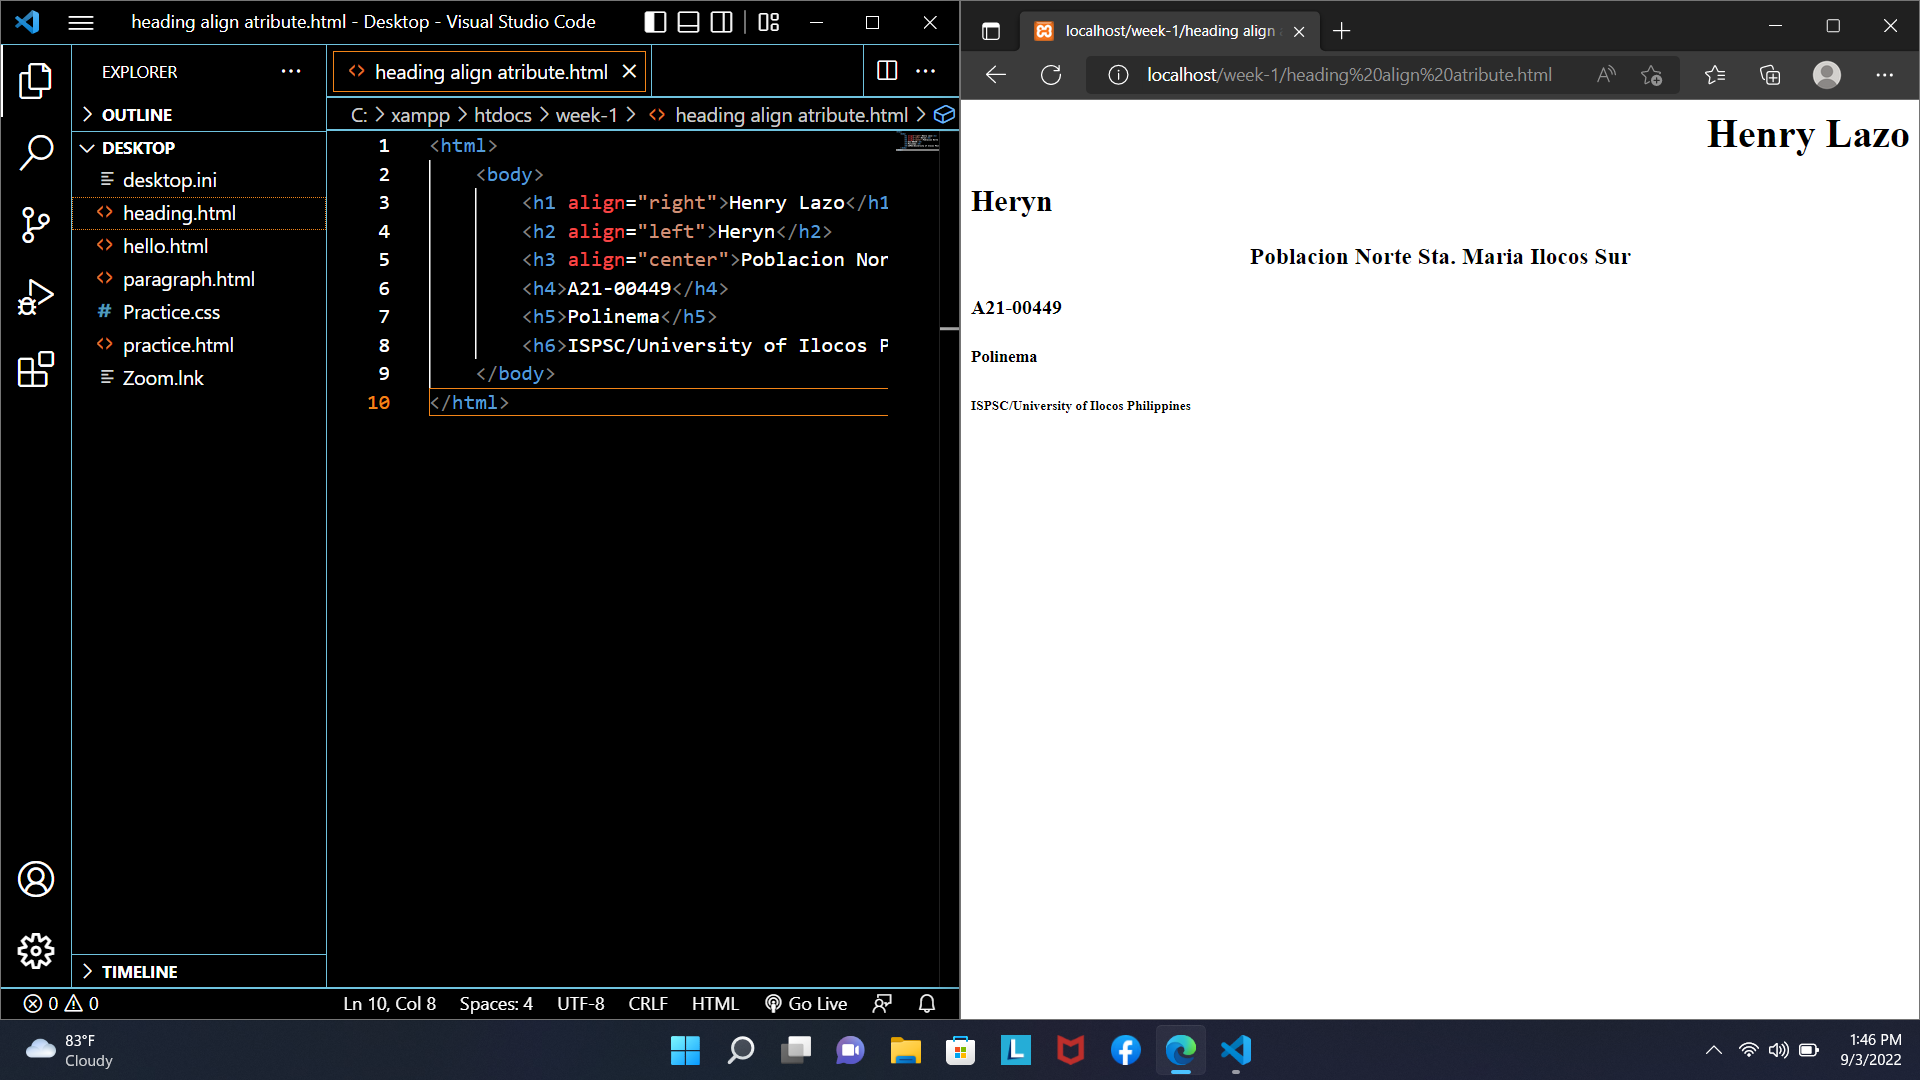 heading align atribute.html - Desktop - Visual Studio Code
EXPLORER
OUTLINE
DESKTOP
desktop.ini
heading.html
hello.html
paragraph.html
Practice.css
practice.html
Zoom.lnk
TIMELINE
heading align atribute.html
C: > xampp > htdocs > week-1 > heading align atribute.html >
1 <html>
2 <body>
3 <h1 align="right">Henry Lazo</h1
4 <h2 align="left">Heryn</h2>
5 <h3 align="center">Poblacion Nor
6 <h4>A21-00449</h4>
7 <h5>Polinema</h5>
8 <h6>ISPSC/University of Ilocos P
9 </body>
10 </html>
0 0 Ln 10, Col 8 Spaces: 4 UTF-8 CRLF HTML Go Live
localhost/week-1/heading align
localhost/week-1/heading%20align%20atribute.html
Henry Lazo
Heryn
Poblacion Norte Sta. Maria Ilocos Sur
A21-00449
Polinema
ISPSC/University of Ilocos Philippines
83°F
Cloudy
1:46 PM
9/3/2022